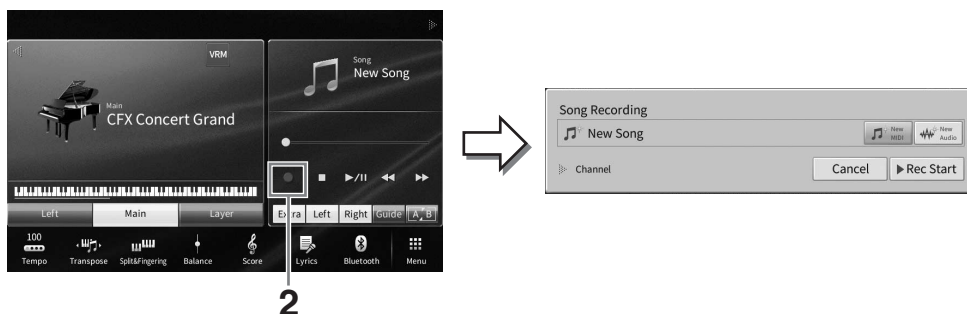 VRM
Main
CFX Concert Grand
Song
New Song
Left
Main
Layer
Extra
Left
Right
Guide
A B
100
Tempo
Transpose
Split&Fingering
Balance
Score
Lyrics
Bluetooth
Menu
2
Song Recording
New Song
New
MIDI
New
Audio
Channel
Cancel
Rec Start